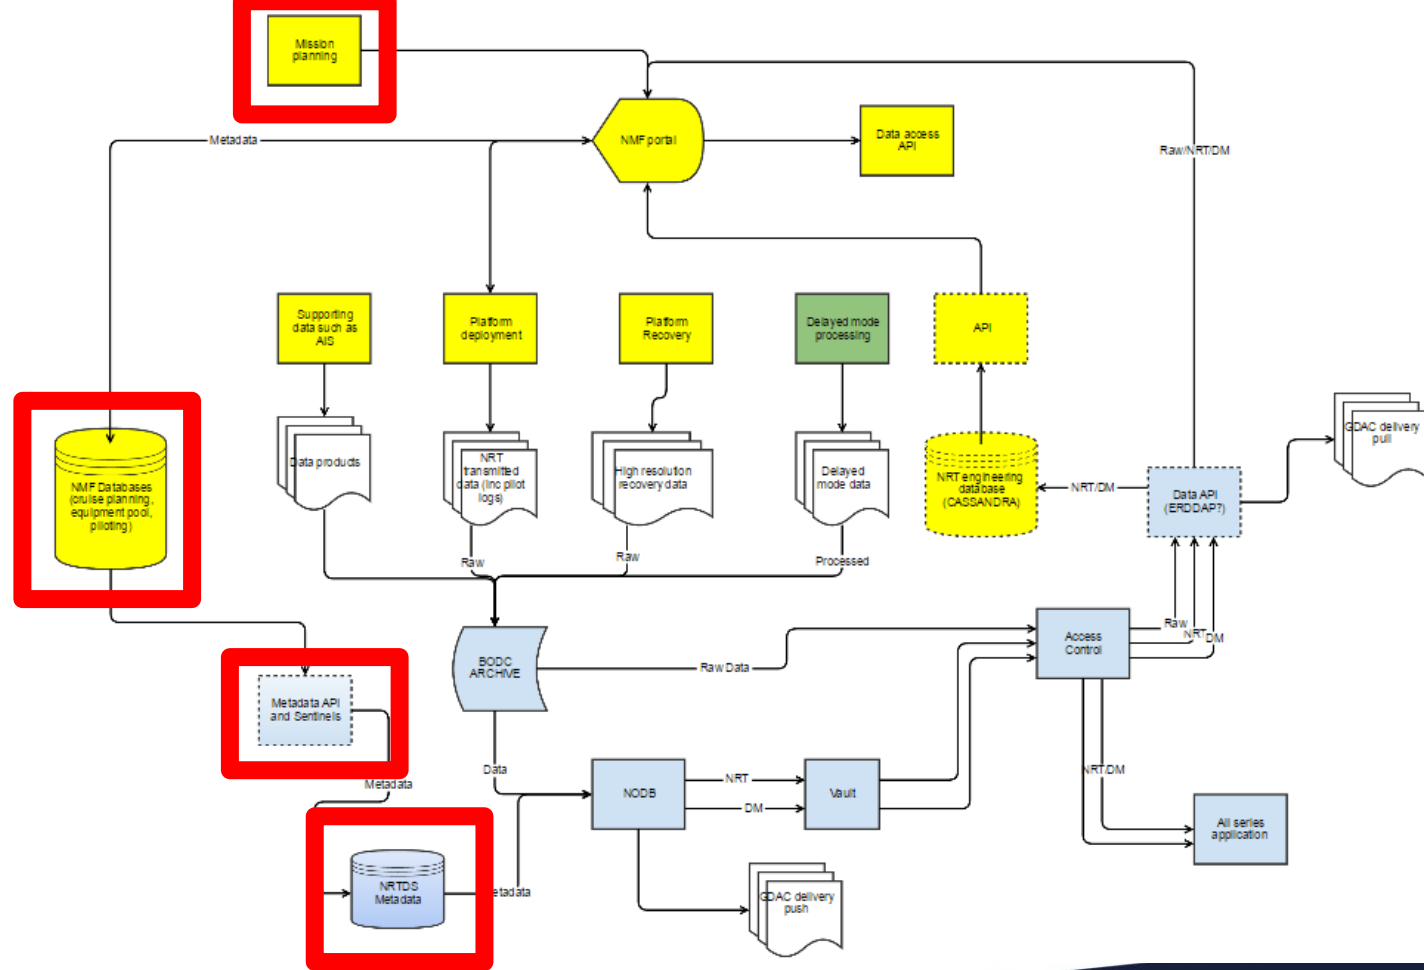 Mission
planning
Metadata
NMF portal
Data access
API
Raw/NRT/DM
Supporting
data such as
AIS
Platform
deployment
Platform
Recovery
Delayed mode
processing
API
Data products
NRT
transmitted
data (inc pilot
logs)
High resolution
recovery data
Delayed
mode data
NRT engineering
database
(CASSANDRA)
NRT/DM
Data API
(ERDDAP?)
GDAC delivery
pull
NMF Databases
(cruise planning,
equipment pool,
piloting)
Raw
Raw
Processed
BODC
ARCHIVE
Raw Data
Access
Control
Raw
NRT
DM
Metadata API
and Sentinels
Metadata
Data
NODB
NRT
DM
Vault
NRT/DM
All series
application
NRTDS
Metadata
etadata
GDAC delivery
push